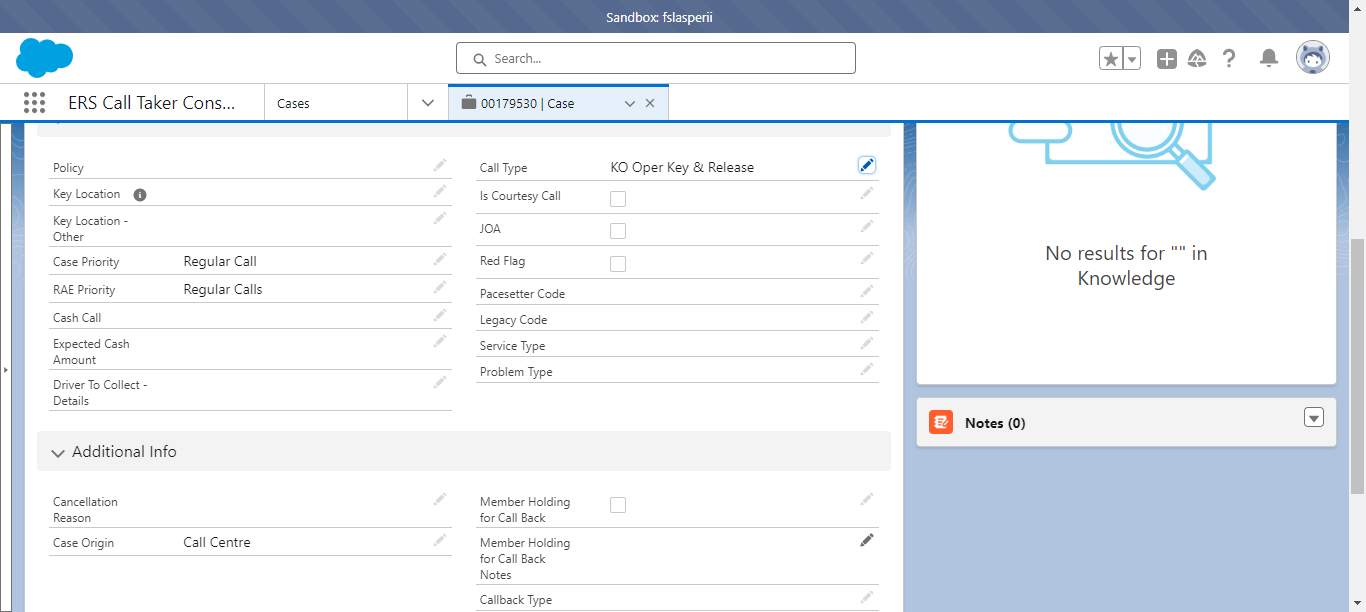 Sandbox: fslasperii
Search...
ERS Call Taker Cons...
Cases
00179530 | Case
Policy
Key Location
Key Location -
Other
Case Priority Regular Call
RAE Priority Regular Calls
Cash Call
Expected Cash
Amount
Driver To Collect -
Details
Call Type KO Oper Key & Release
Is Courtesy Call
JOA
Red Flag
Pacesetter Code
Legacy Code
Service Type
Problem Type
Additional Info
Cancellation
Reason
Case Origin Call Centre
Member Holding
for Call Back
Member Holding
for Call Back
Notes
Callback Type
No results for "" in
Knowledge
Notes (0)